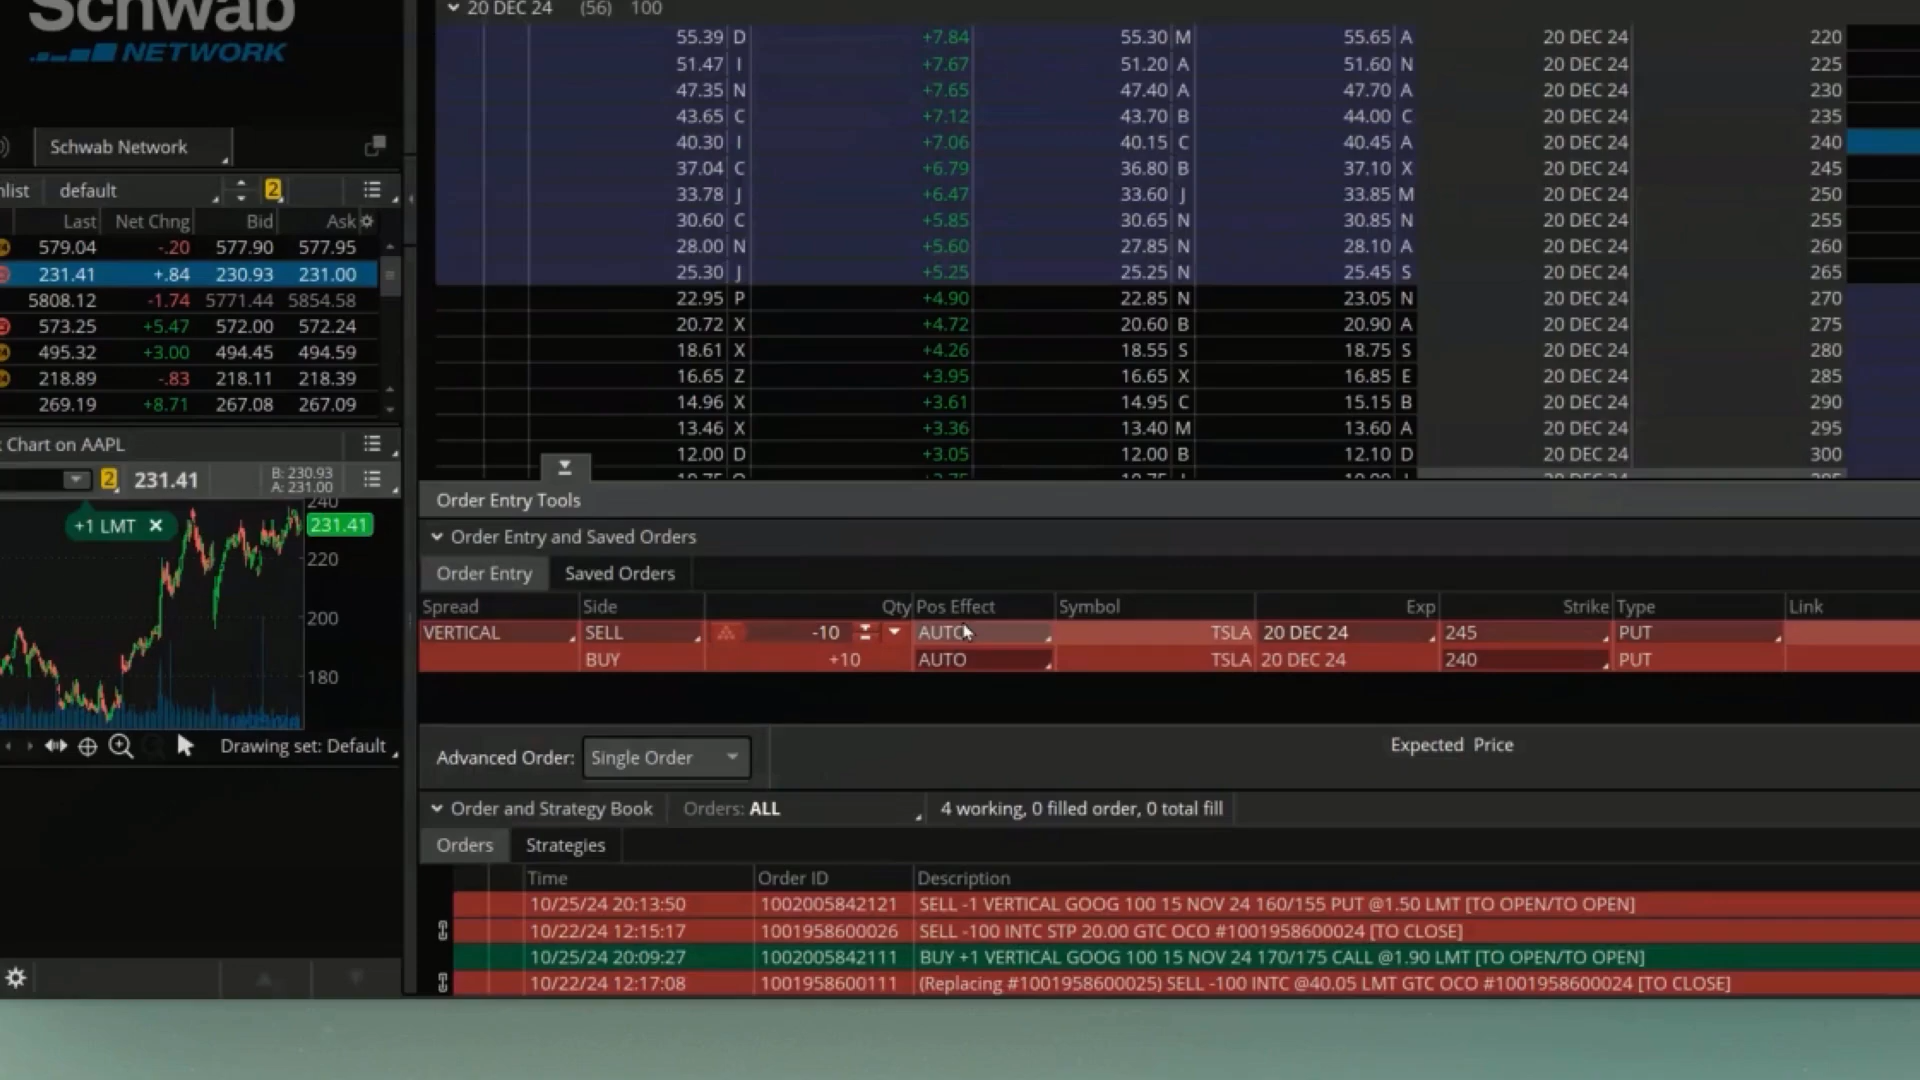 Schwab
NETWORK
20 DEC 24 (56) 100
55.39 D +7.84 55.30 M 55.65 A 20 DEC 24 220
51.47 I +7.67 51.20 A 51.60 N 20 DEC 24 225
47.35 N +7.65 47.40 A 47.70 A 20 DEC 24 230
43.65 C +7.12 43.70 B 44.00 C 20 DEC 24 235
40.30 I +7.06 40.15 C 40.45 A 20 DEC 24 240
37.04 C +6.79 36.80 B 37.10 X 20 DEC 24 245
33.78 J +6.47 33.60 J 33.85 M 20 DEC 24 250
30.60 C +5.85 30.65 N 30.85 N 20 DEC 24 255
28.00 N +5.60 27.85 N 28.10 A 20 DEC 24 260
25.30 J +5.25 25.25 N 25.45 S 20 DEC 24 265
22.95 P +4.90 22.85 N 23.05 N 20 DEC 24 270
20.72 X +4.72 20.60 B 20.90 A 20 DEC 24 275
18.61 X +4.26 18.55 S 18.75 S 20 DEC 24 280
16.65 Z +3.95 16.65 X 16.85 E 20 DEC 24 285
14.96 X +3.61 14.95 C 15.15 B 20 DEC 24 290
13.46 X +3.36 13.40 M 13.60 A 20 DEC 24 295
12.00 D +3.05 12.00 B 12.10 D 20 DEC 24 300
Schwab Network
list default 2
Last Net Chng Bid Ask
579.04 -.20 577.90 577.95
231.41 +.84 230.93 231.00
5808.12 -1.74 5771.44 5854.58
573.25 +5.47 572.00 572.24
495.32 +3.00 494.45 494.59
218.89 -.83 218.11 218.39
269.19 +8.71 267.08 267.09
Chart on AAPL
2 231.41 B: 230.93
A: 231.00
240
+1 LMT × 231.41
220
200
180
Drawing set: Default
Order Entry Tools
Order Entry and Saved Orders
Order Entry Saved Orders
Spread Side Qty Pos Effect Symbol Exp Strike Type Link
VERTICAL SELL -10 AUTO TSLA 20 DEC 24 245 PUT
BUY +10 AUTO TSLA 20 DEC 24 240 PUT
Advanced Order: Single Order Expected Price
Order and Strategy Book Orders: ALL 4 working, 0 filled order, 0 total fill
Orders Strategies
Time Order ID Description
10/25/24 20:13:50 1002005842121 SELL -1 VERTICAL GOOG 100 15 NOV 24 160/155 PUT @1.50 LMT [TO OPEN/TO OPEN]
10/22/24 12:15:17 1001958600026 SELL -100 INTC STP 20.00 GTC OCO #1001958600024 [TO CLOSE]
10/25/24 20:09:27 1002005842111 BUY +1 VERTICAL GOOG 100 15 NOV 24 170/175 CALL @1.90 LMT [TO OPEN/TO OPEN]
10/22/24 12:17:08 1001958600111 (Replacing #1001958600025) SELL -100 INTC @40.05 LMT GTC OCO #1001958600024 [TO CLOSE]